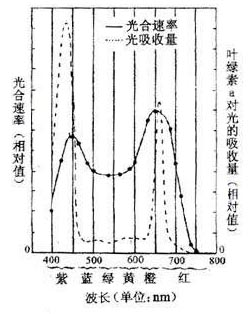 光合速率
光吸收量
光合速率(相对值)
叶绿素a对光的吸收量(相对值)
0
0
400 500 600 700 800
紫 蓝 绿 黄 橙 红
波长(单位:nm)